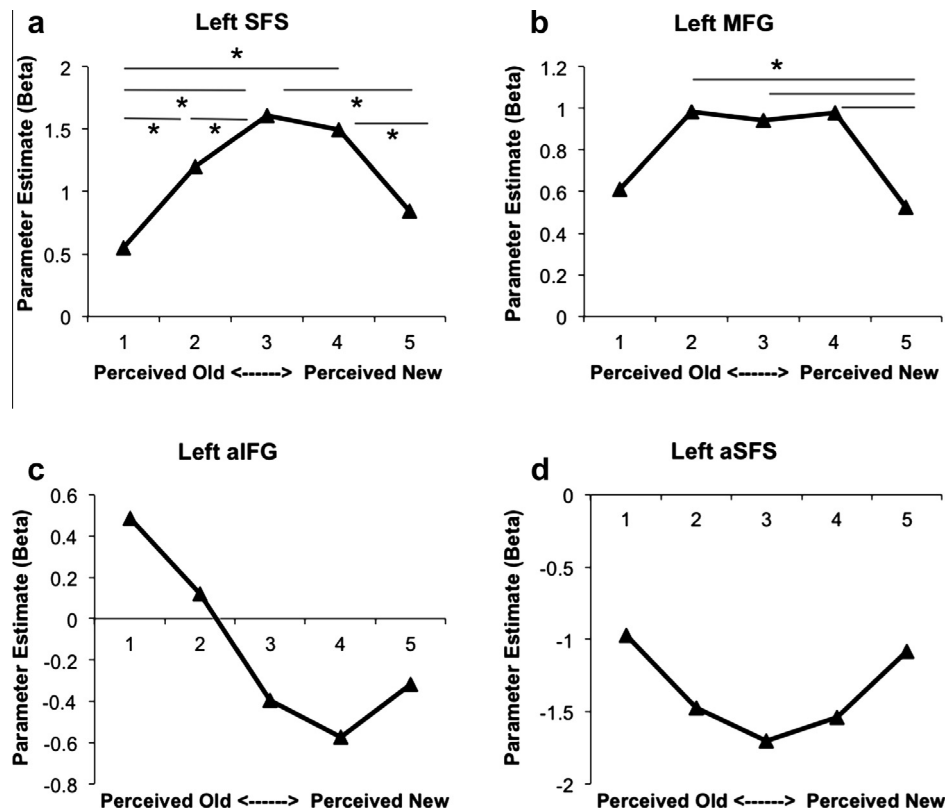 a
Left SFS
Parameter Estimate (Beta)
2
1.5
1
0.5
0
*
*
*
*
*
*
1 2 3 4 5
Perceived Old <------> Perceived New
b
Left MFG
Parameter Estimate (Beta)
1.2
1
0.8
0.6
0.4
0.2
0
*
1 2 3 4 5
Perceived Old <------> Perceived New
c
Left aIFG
Parameter Estimate (Beta)
0.6
0.4
0.2
0
-0.2
-0.4
-0.6
-0.8
1 2 3 4 5
Perceived Old <------> Perceived New
d
Left aSFS
Parameter Estimate (Beta)
0
-0.5
-1
-1.5
-2
1 2 3 4 5
Perceived Old <------> Perceived New